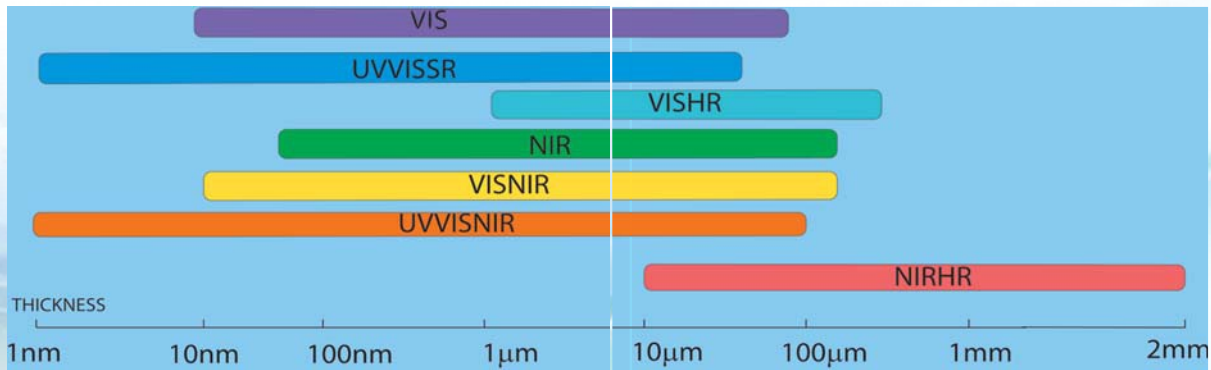 VIS
UVVISSR
VISHR
NIR
VISNIR
UVVISNIR
NIRHR
THICKNESS
1nm 10nm 100nm 1μm 10μm 100μm 1mm 2mm